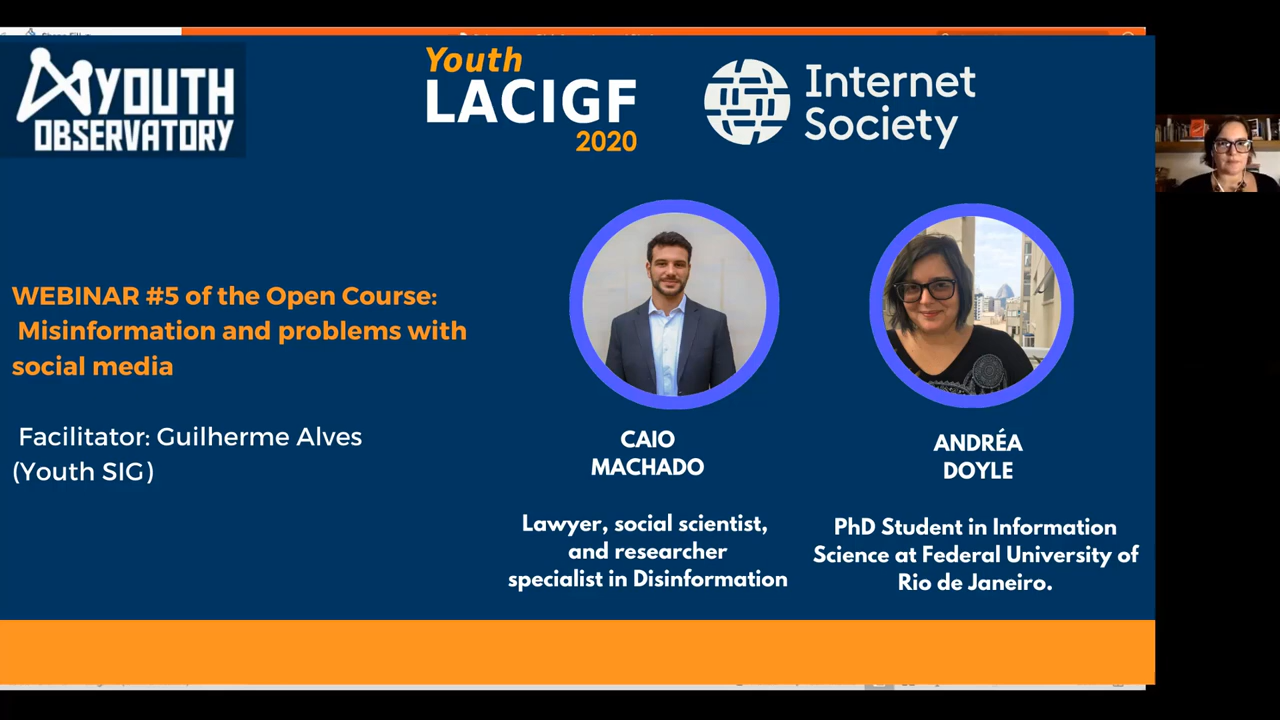 YOUTH
OBSERVATORY
Youth
LACIGF
2020
Internet
Society
WEBINAR #5 of the Open Course:
Misinformation and problems with
social media
Facilitator: Guilherme Alves
(Youth SIG)
CAIO
MACHADO
Lawyer, social scientist,
and researcher
specialist in Disinformation
ANDRÉA
DOYLE
PhD Student in Information
Science at Federal University of
Rio de Janeiro.